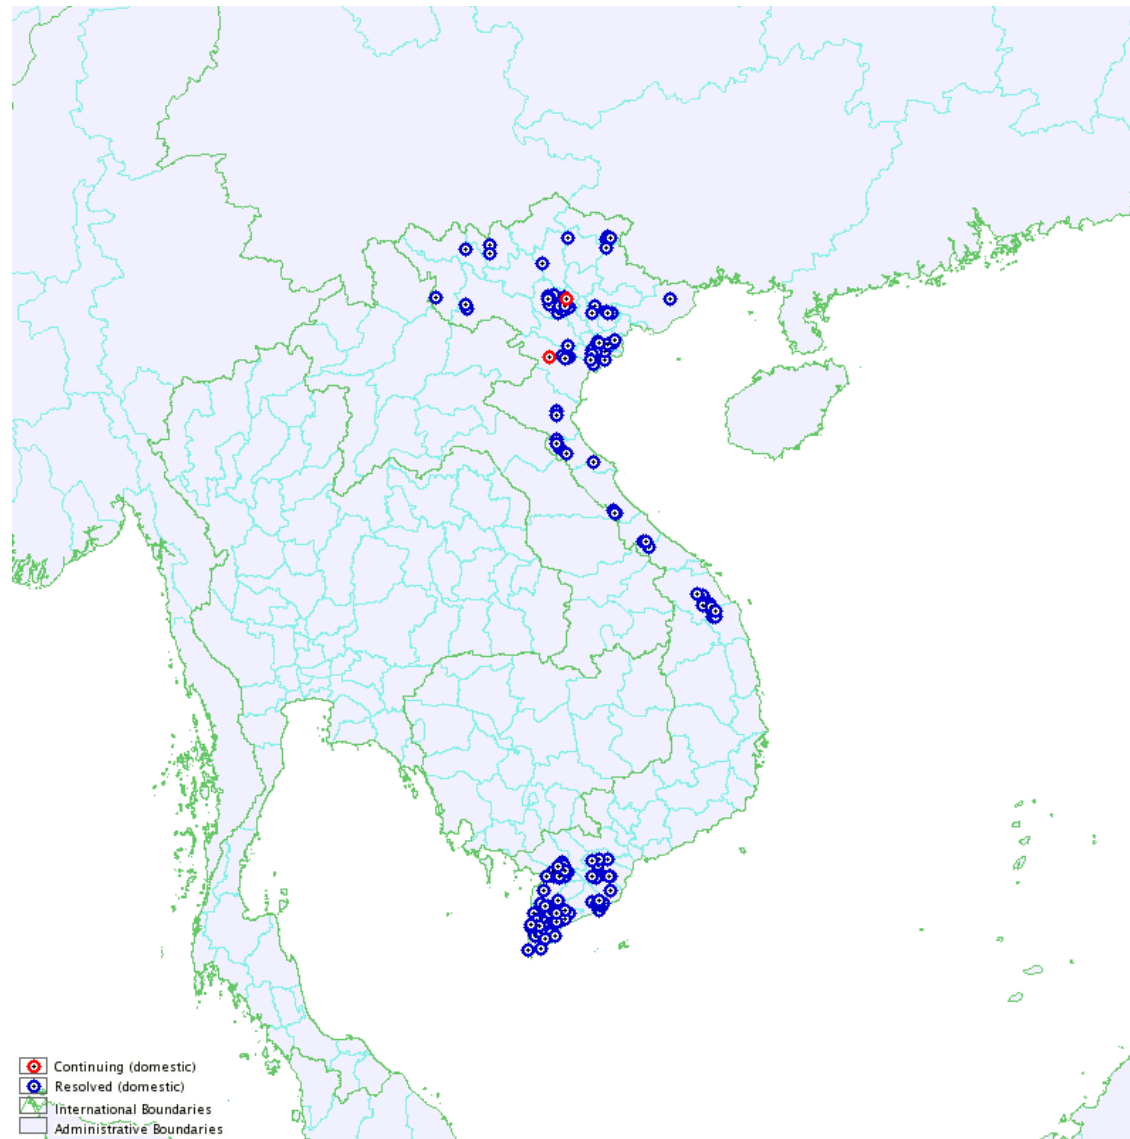 Continuing (domestic)
Resolved (domestic)
International Boundaries
Administrative Boundaries